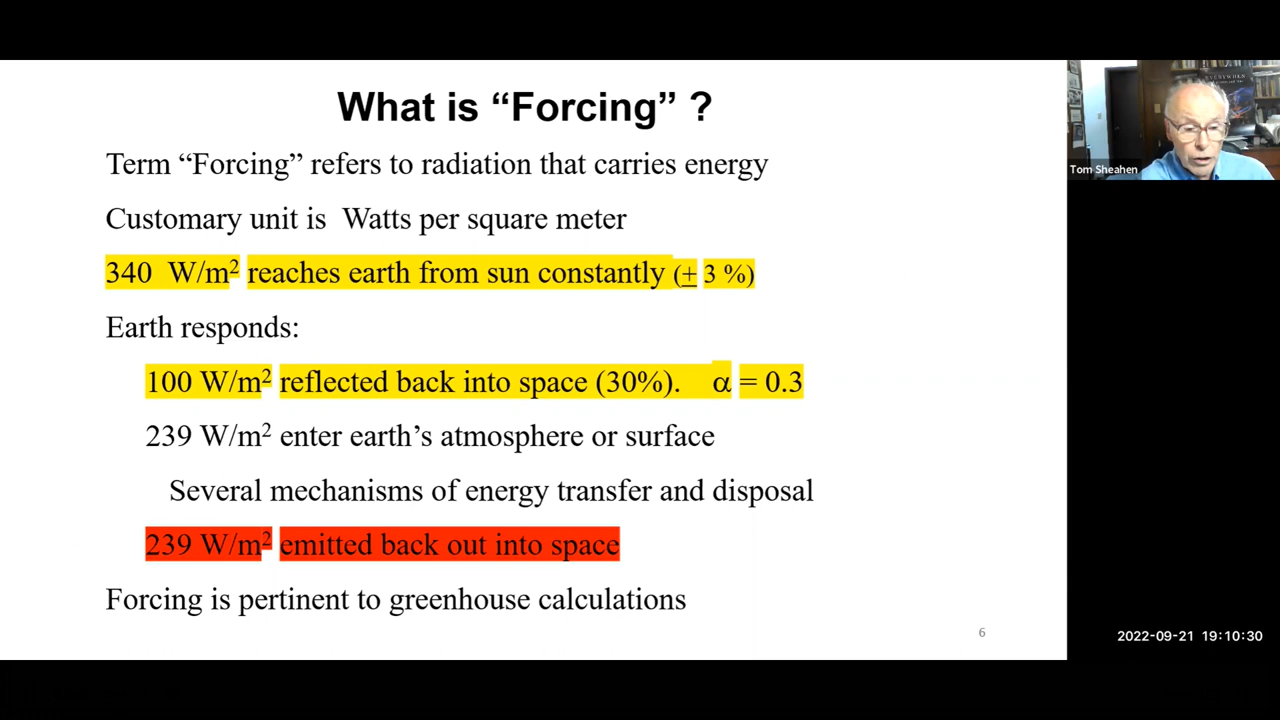 What is “Forcing” ?
Term “Forcing” refers to radiation that carries energy
Customary unit is Watts per square meter
340 W/m² reaches earth from sun constantly (± 3 %)
Earth responds:
100 W/m² reflected back into space (30%). α = 0.3
239 W/m² enter earth’s atmosphere or surface
Several mechanisms of energy transfer and disposal
239 W/m² emitted back out into space
Forcing is pertinent to greenhouse calculations
6
Tom Sheahen
2022-09-21 19:10:30